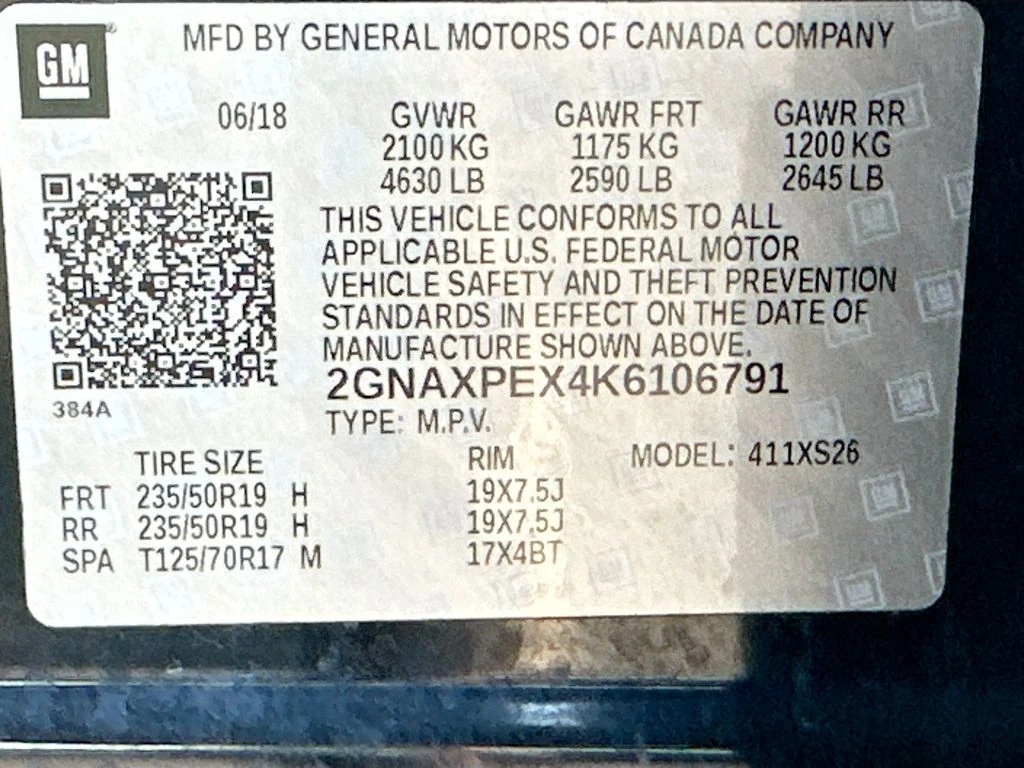 GM
MFD BY GENERAL MOTORS OF CANADA COMPANY
06/18 GVWR GAWR FRT GAWR RR
2100 KG 1175 KG 1200 KG
4630 LB 2590 LB 2645 LB
THIS VEHICLE CONFORMS TO ALL
APPLICABLE U.S. FEDERAL MOTOR
VEHICLE SAFETY AND THEFT PREVENTION
STANDARDS IN EFFECT ON THE DATE OF
MANUFACTURE SHOWN ABOVE.
2GNAXPEX4K6106791
384A
TYPE: M.P.V.
TIRE SIZE RIM MODEL: 411XS26
FRT 235/50R19 H 19X7.5J
RR 235/50R19 H 19X7.5J
SPA T125/70R17 M 17X4BT